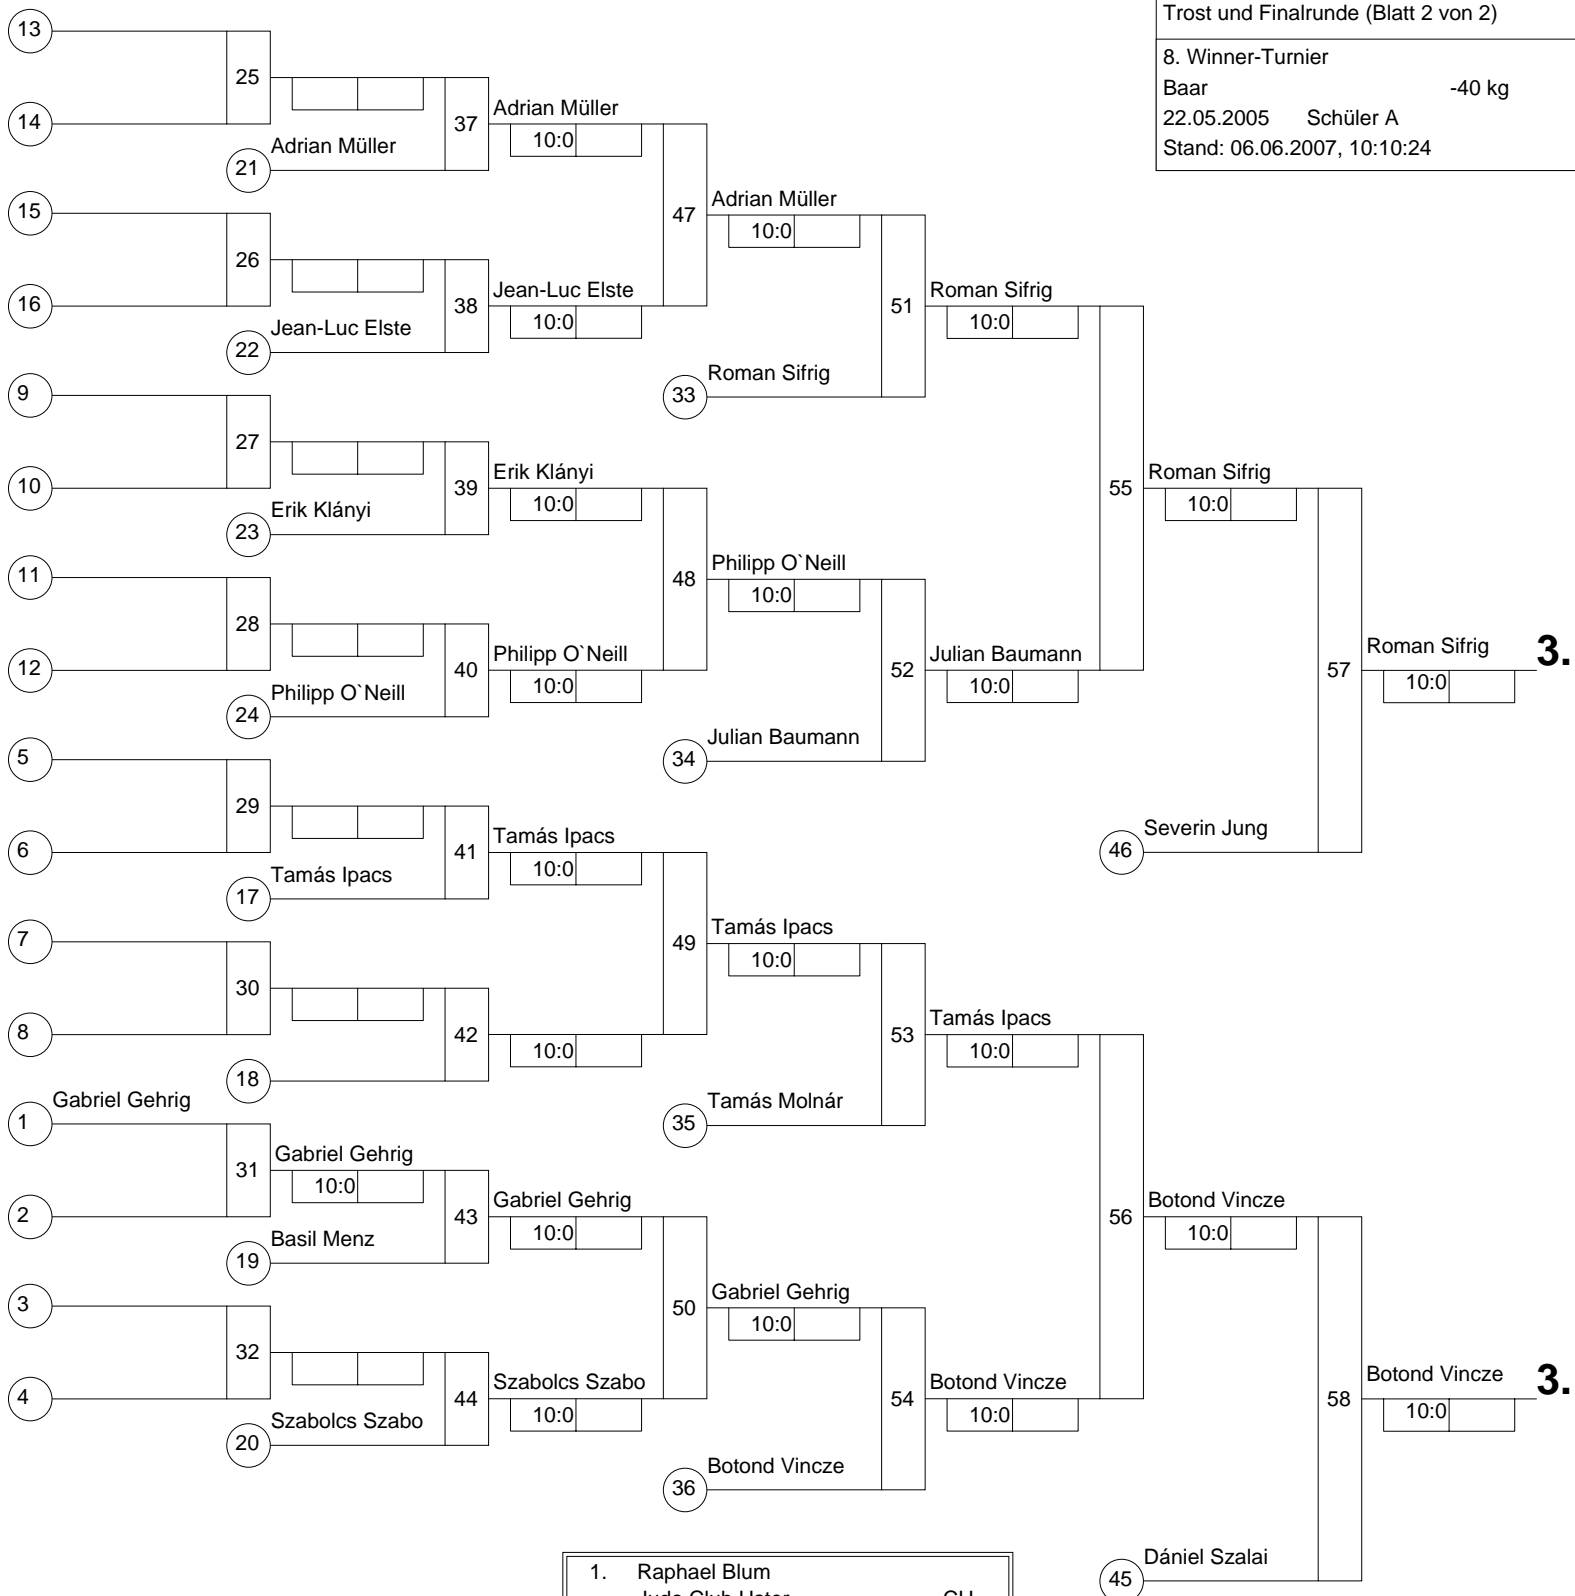 Trost und Finalrunde (Blatt 2 von 2)
8. Winner-Turnier
Baar -40 kg
22.05.2005 Schüler A
Stand: 06.06.2007, 10:10:24
13
25
14
37
Adrian Müller
10:0
21
Adrian Müller
47
Adrian Müller
10:0
15
26
16
38
Jean-Luc Elste
10:0
22
Jean-Luc Elste
51
Roman Sifrig
10:0
33
Roman Sifrig
9
27
10
39
Erik Klányi
10:0
23
Erik Klányi
55
Roman Sifrig
10:0
11
28
12
48
Philipp O`Neill
10:0
40
Philipp O`Neill
10:0
24
Philipp O`Neill
52
Julian Baumann
10:0
34
Julian Baumann
57
Roman Sifrig
10:0
3.
5
29
6
41
Tamás Ipacs
10:0
17
Tamás Ipacs
46
Severin Jung
7
30
8
49
Tamás Ipacs
10:0
42
10:0
18
53
Tamás Ipacs
10:0
35
Tamás Molnár
1
Gabriel Gehrig
31
Gabriel Gehrig
10:0
2
43
Gabriel Gehrig
10:0
19
Basil Menz
56
Botond Vincze
10:0
3
32
4
50
Gabriel Gehrig
10:0
44
Szabolcs Szabo
10:0
20
Szabolcs Szabo
54
Botond Vincze
10:0
36
Botond Vincze
58
Botond Vincze
10:0
3.
45
Dániel Szalai
1. Raphael Blum